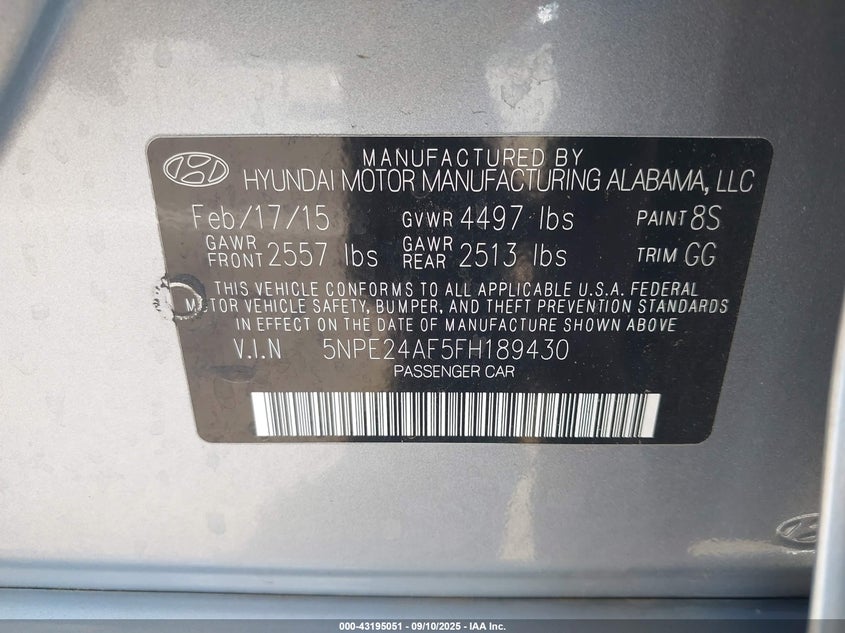 MANUFACTURED BY
HYUNDAI MOTOR MANUFACTURING ALABAMA, LLC
Feb/17/15 GVWR 4497 lbs PAINT 8S
GAWR FRONT 2557 lbs GAWR REAR 2513 lbs TRIM GG
THIS VEHICLE CONFORMS TO ALL APPLICABLE U.S.A. FEDERAL
MOTOR VEHICLE SAFETY, BUMPER, AND THEFT PREVENTION STANDARDS
IN EFFECT ON THE DATE OF MANUFACTURE SHOWN ABOVE
V.I.N 5NPE24AF5FH189430
PASSENGER CAR
000-43195051 - 09/10/2025 - IAA Inc.